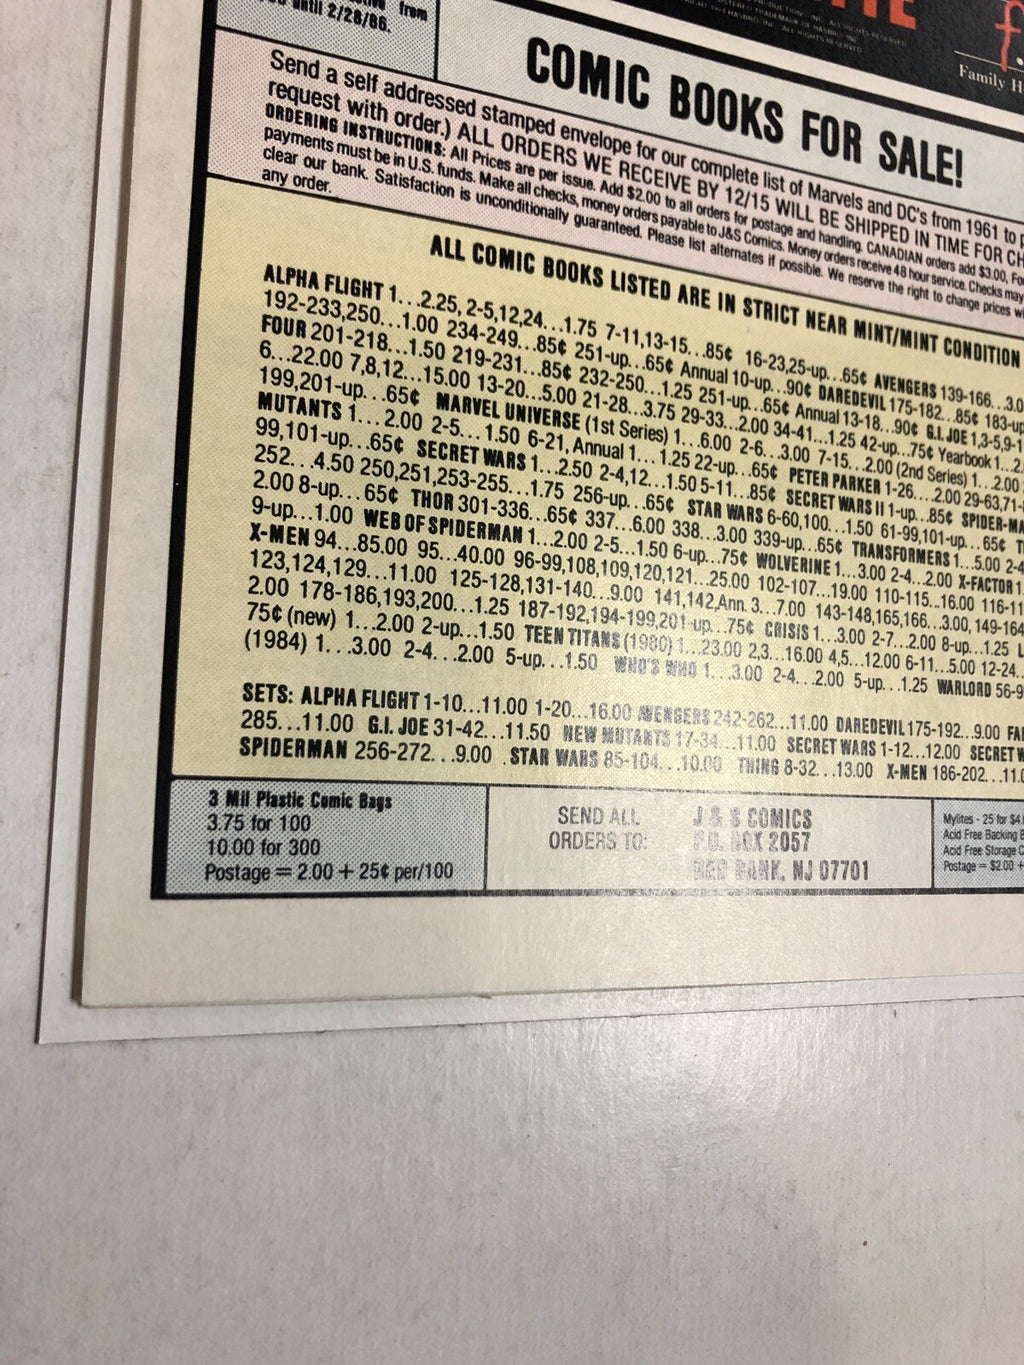 from
until 2/28/86.
Family H
COMIC BOOKS FOR SALE!
Send a self addressed stamped envelope for our complete list of Marvels and DC's from 1961 to
request with order.) ALL ORDERS WE RECEIVE BY 12/15 WILL BE SHIPPED IN TIME FOR CH
ORDERING INSTRUCTIONS: All Prices are per issue. Add $2.00 to all orders for postage and handling. CANADIAN orders add $3.00, Fo
payments must be in U.S. funds. Make all checks, money orders payable to J&S Comics. Money orders receive 48 hour service. Checks may
clear our bank. Satisfaction is unconditionally guaranteed. Please list alternates if possible. We reserve the right to change prices wi
any order.
ALL COMIC BOOKS LISTED ARE IN STRICT NEAR MINT/MINT CONDITION
ALPHA FLIGHT 1...2.25, 2-5,12,24...1.75 7-11,13-15...85¢ 16-23,25-up...65¢ AVENGERS 139-166...3.0
192-233,250...1.00 234-249...85¢ 251-up...65¢ Annual 10-up...90¢ DAREDEVIL 175-182...85¢ 183-up
FOUR 201-218...1.50 219-231...85¢ 232-250...1.25 251-up...65¢ Annual 13-18...90¢ G.I. JOE 1,3-5,9-1
6...22.00 7,8,12...15.00 13-20...5.00 21-28...3.75 29-33...2.00 34-41...1.25 42-up...75¢ Yearbook 1...2.
199,201-up...65¢ MARVEL UNIVERSE (1st Series) 1...6.00 2-6...3.00 7-15...2.00 (2nd Series) 1...2.00
MUTANTS 1...2.00 2-5...1.50 6-21, Annual 1...1.25 22-up...65¢ PETER PARKER 1-26...2.00 29-63,71-
99,101-up...65¢ SECRET WARS 1...2.50 2-4,12...1.50 5-11...85¢ SECRET WARS II 1-up...85¢ SPIDER-MA
252...4.50 250,251,253-255...1.75 256-up...65¢ STAR WARS 6-60,100...1.50 61-99,101-up...65¢ T
2.00 8-up...65¢ THOR 301-336...65¢ 337...6.00 338...3.00 339-up...65¢ TRANSFORMERS 1...5.00 2-4
9-up...1.00 WEB OF SPIDERMAN 1...2.00 2-5...1.50 6-up...75¢ WOLVERINE 1...3.00 2-4...2.00 X-FACTOR 1
X-MEN 94...85.00 95...40.00 96-99,108,109,120,121...25.00 102-107...19.00 110-115...16.00 116-11
123,124,129...11.00 125-128,131-140...9.00 141,142,Ann. 3...7.00 143-148,165,166...3.00, 149-164
2.00 178-186,193,200...1.25 187-192,194-199,201-up...75¢ CRISIS 1...3.00 2-7...2.00 8-up...1.25 L
75¢ (new) 1...2.00 2-up...1.50 TEEN TITANS (1980) 1...23.00 2,3...16.00 4,5...12.00 6-11...5.00 12-24...
(1984) 1...3.00 2-4...2.00 5-up...1.50 WHO'S WHO 1...3.00 2-4...2.00 5-up...1.25 WARLORD 56-9
SETS: ALPHA FLIGHT 1-10...11.00 1-20...16.00 AVENGERS 242-262...11.00 DAREDEVIL 175-192...9.00 FA
285...11.00 G.I. JOE 31-42...11.50 NEW MUTANTS 17-34...11.00 SECRET WARS 1-12...12.00 SECRET W
SPIDERMAN 256-272...9.00 STAR WARS 85-104...10.00 THING 8-32...13.00 X-MEN 186-202...11.0
3 Mil Plastic Comic Bags
3.75 for 100
10.00 for 300
Postage = 2.00 + 25¢ per/100
SEND ALL
ORDERS TO:
J & S COMICS
P.O. BOX 2057
RED BANK, NJ 07701
Mylites - 25 for $4.
Acid Free Backing B
Acid Free Storage C
Postage = $2.00 +